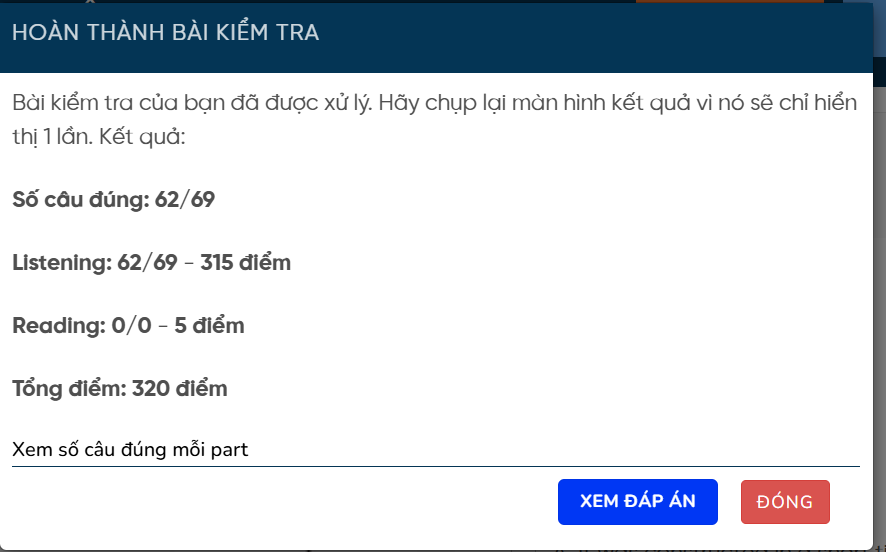 HOÀN THÀNH BÀI KIỂM TRA
Bài kiểm tra của bạn đã được xử lý. Hãy chụp lại màn hình kết quả vì nó sẽ chỉ hiển
thị 1 lần. Kết quả:
Số câu đúng: 62/69
Listening: 62/69 - 315 điểm
Reading: 0/0 - 5 điểm
Tổng điểm: 320 điểm
Xem số câu đúng mỗi part
XEM ĐÁP ÁN
ĐÓNG